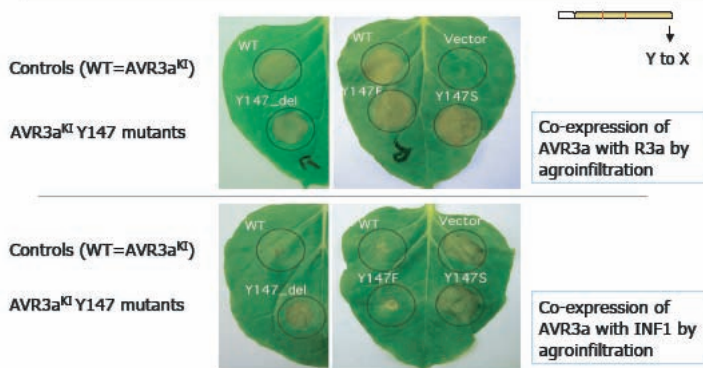 WT
WT
Vector
Y to X
Controls (WT=AVR3aᴷᴵ)
Y147_del
Y147F
Y147S
AVR3aᴷᴵ Y147 mutants
Co-expression of
AVR3a with R3a by
agroinfiltration
WT
WT
Vector
Controls (WT=AVR3aᴷᴵ)
Y147_del
Y147F
Y147S
AVR3aᴷᴵ Y147 mutants
Co-expression of
AVR3a with INF1 by
agroinfiltration